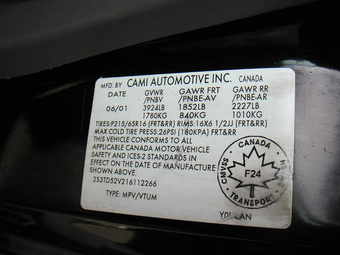 MFD. BY CAMI AUTOMOTIVE INC. CANADA
DATE GVWR GAWR FRT GAWR RR
/PNBV /PNBE-AV /PNBE-AR
06/01 3924LB 1852LB 2227LB
1780KG 840KG 1010KG
TIRES/P215/65R16 (FRT&RR) RIMS:16X6 1/2JJ (FRT&RR)
MAX COLD TIRE PRESS:26PSI (180KPA) FRT&RR
THIS VEHICLE CONFORMS TO ALL
APPLICABLE CANADA MOTOR VEHICLE
SAFETY AND ICES-2 STANDARDS IN
EFFECT ON THE DATE OF MANUFACTURE
SHOWN ABOVE.
2S3TD52V216112266
TYPE: MPV/VTUM
CANADA
F24
TRANSPORT